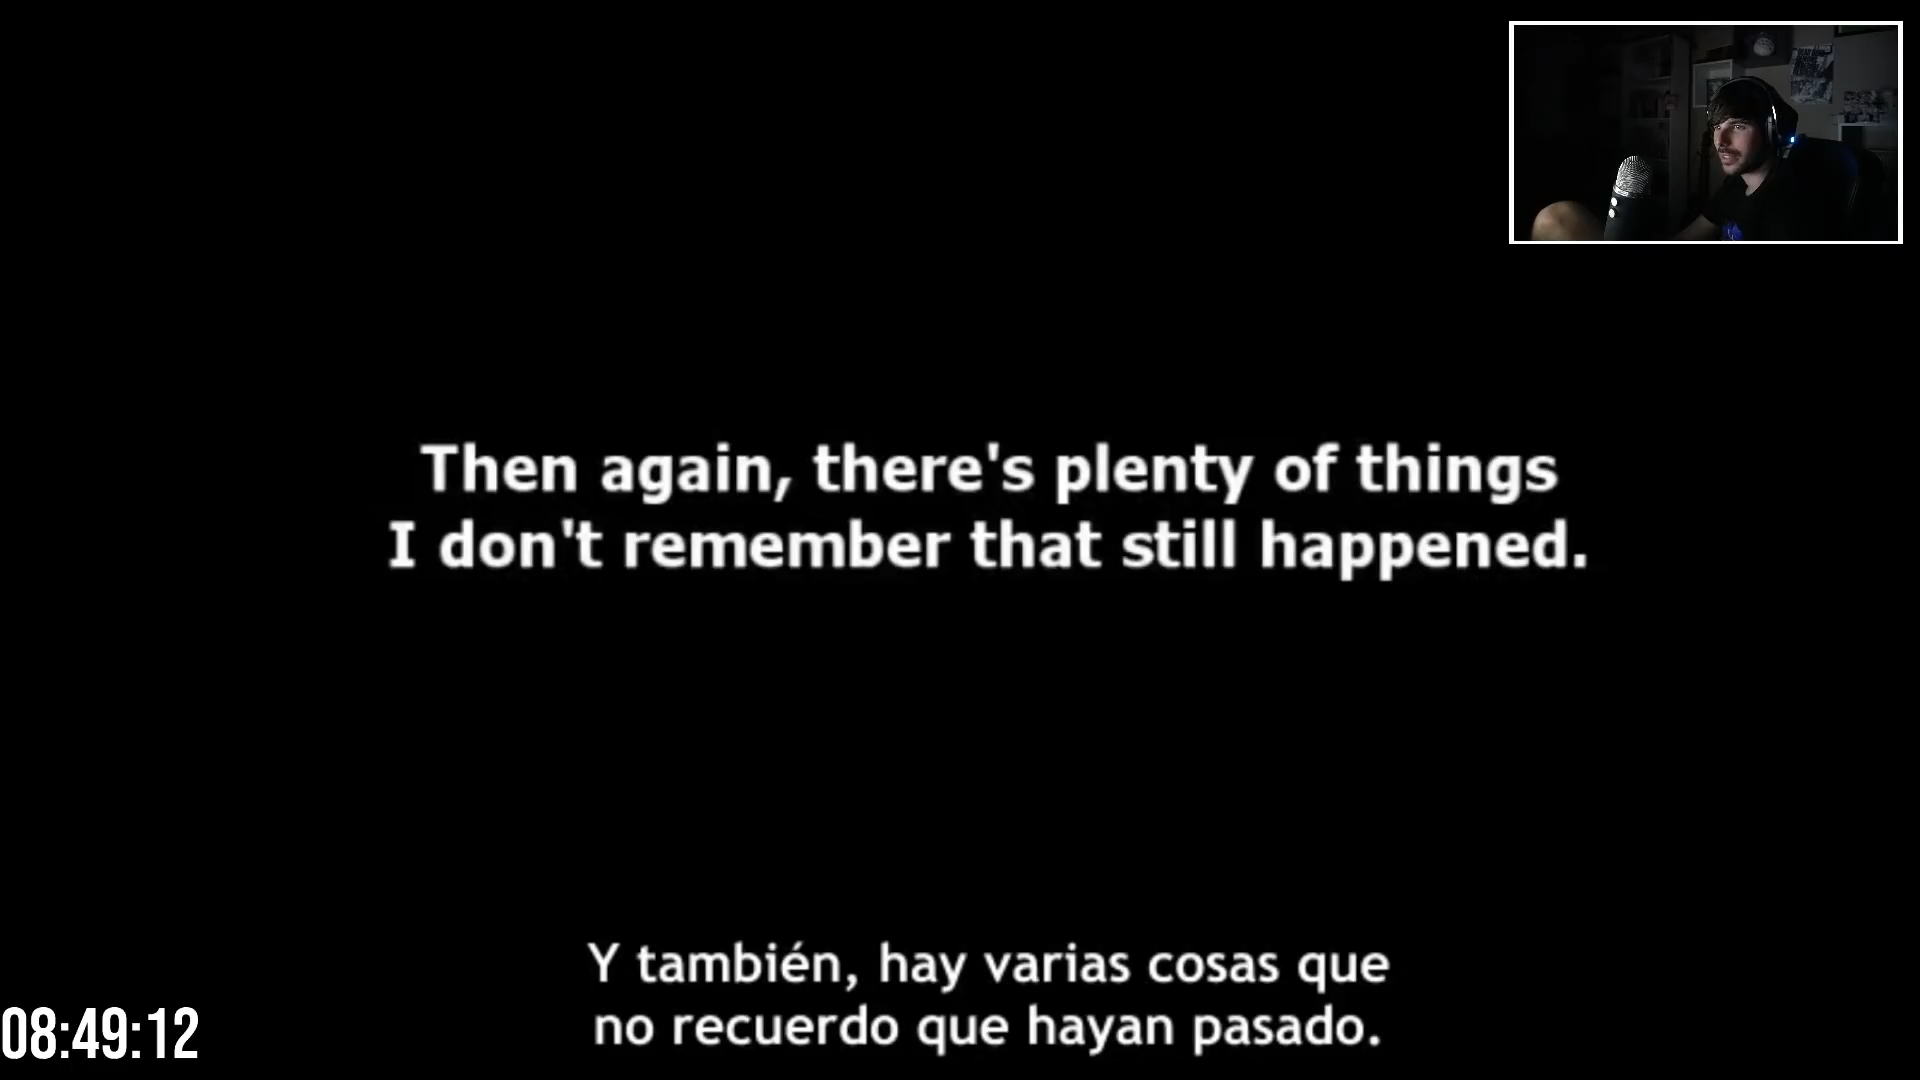 Then again, there's plenty of things
I don't remember that still happened.
Y también, hay varias cosas que
no recuerdo que hayan pasado.
08:49:12